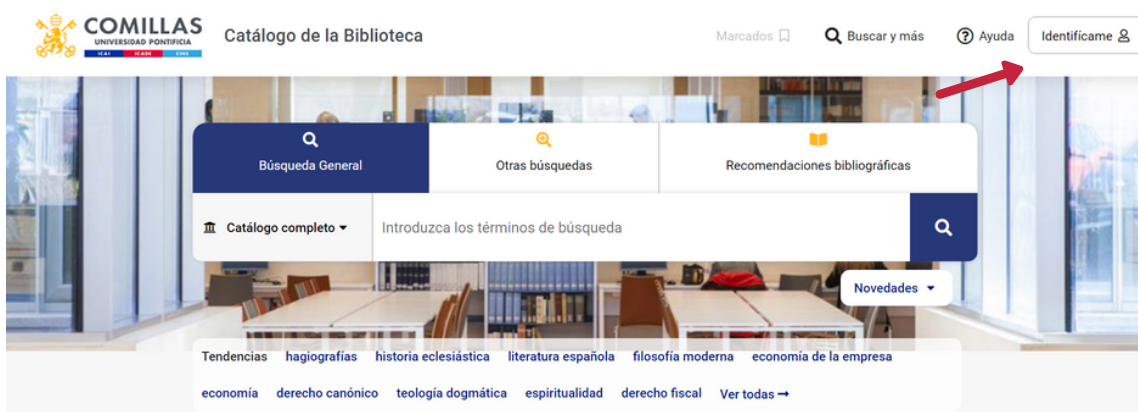 COMILLAS
UNIVERSIDAD PONTIFICIA
ICAI ICADE CIHS
Catálogo de la Biblioteca
Marcados
Buscar y más
Ayuda
Identifícame
Búsqueda General
Otras búsquedas
Recomendaciones bibliográficas
Catálogo completo
Introduzca los términos de búsqueda
Novedades
Tendencias hagiografías historia eclesiástica literatura española filosofía moderna economía de la empresa
economía derecho canónico teología dogmática espiritualidad derecho fiscal Ver todas →